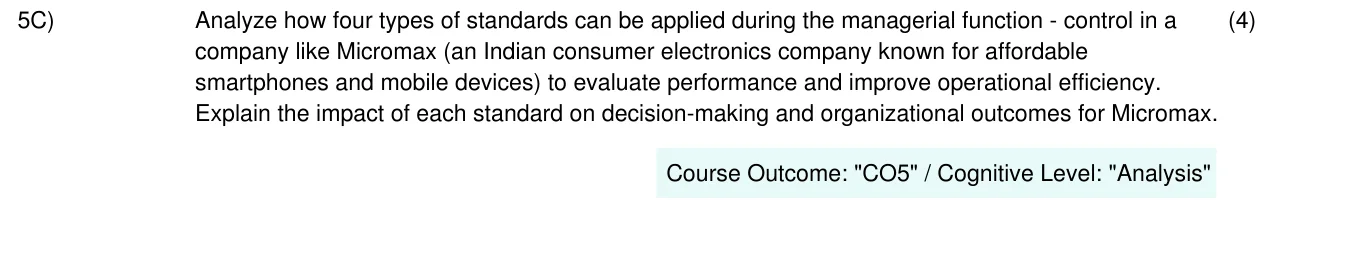 5C) Analyze how four types of standards can be applied during the managerial function - control in a (4)
company like Micromax (an Indian consumer electronics company known for affordable
smartphones and mobile devices) to evaluate performance and improve operational efficiency.
Explain the impact of each standard on decision-making and organizational outcomes for Micromax.
Course Outcome: "CO5" / Cognitive Level: "Analysis"